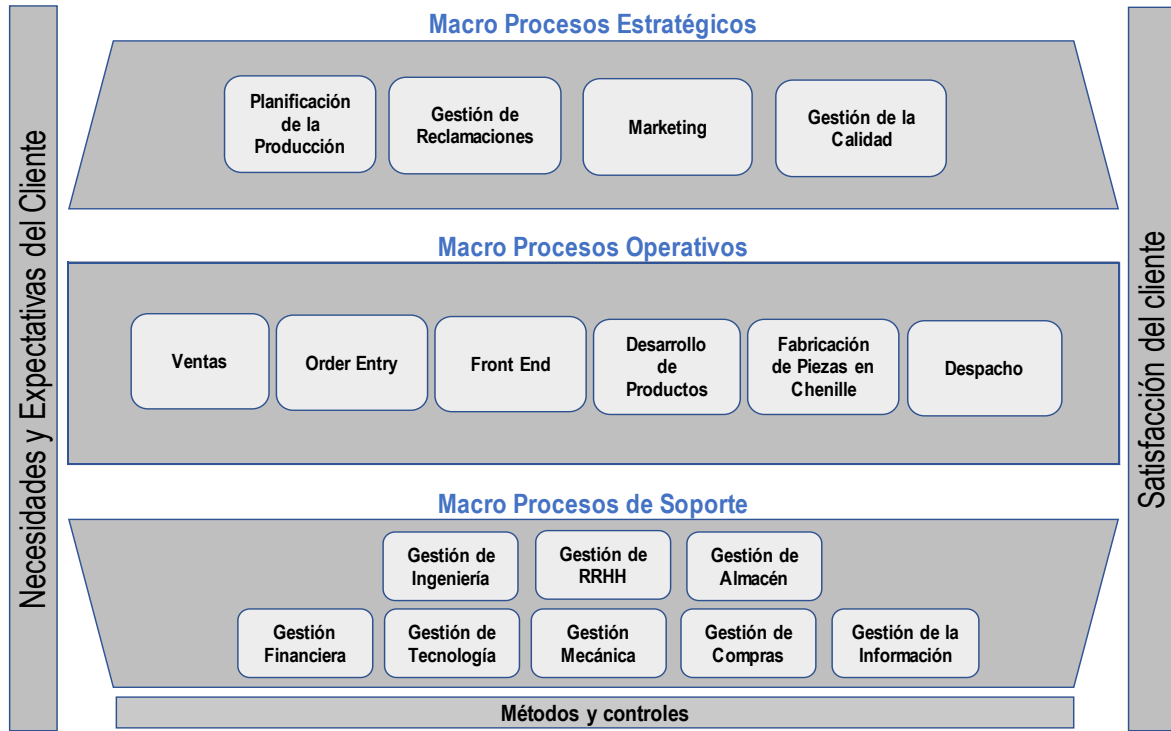 Necesidades y Expectativas del Cliente
Macro Procesos Estratégicos
Planificación
de la
Producción
Gestión de
Reclamaciones
Marketing
Gestión de la
Calidad
Macro Procesos Operativos
Ventas
Order Entry
Front End
Desarrollo
de
Productos
Fabricación
de Piezas en
Chenille
Despacho
Macro Procesos de Soporte
Gestión de
Ingeniería
Gestión de
RRHH
Gestión de
Almacén
Gestión
Financiera
Gestión de
Tecnología
Gestión
Mecánica
Gestión de
Compras
Gestión de la
Información
Métodos y controles
Satisfacción del cliente